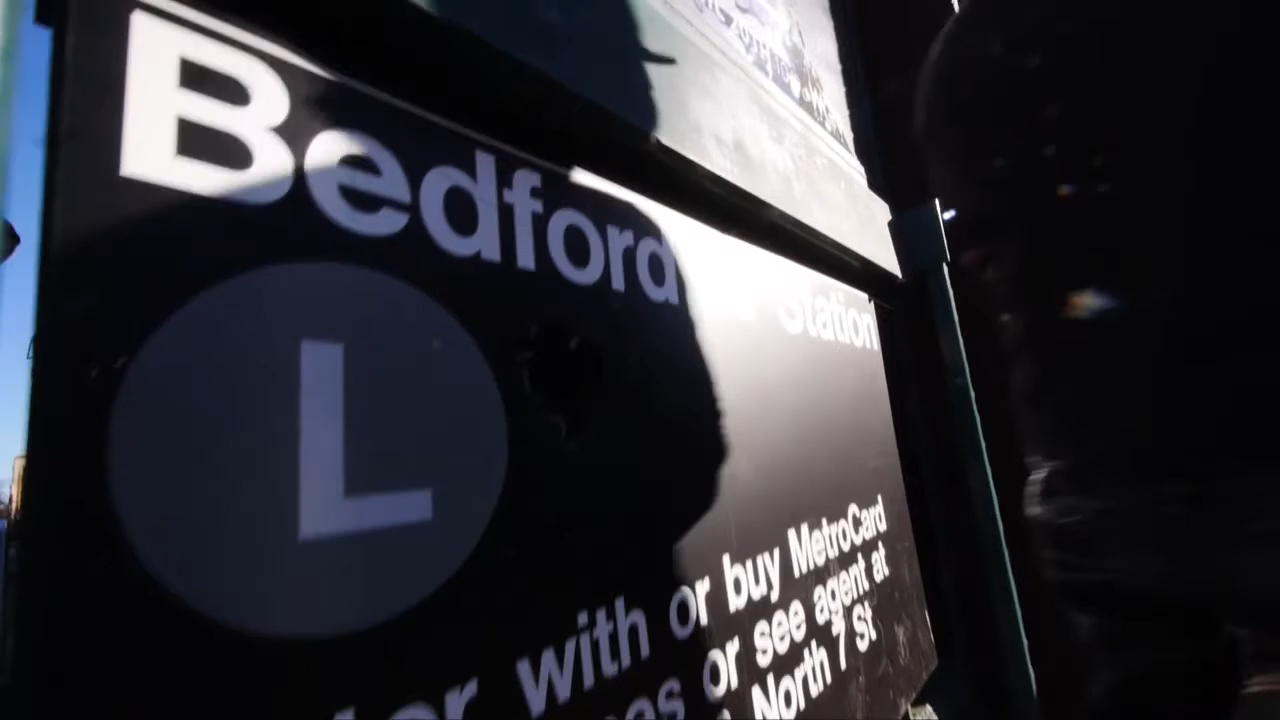 Bedford Station
L
with or buy MetroCard
or see agent at
North 7 St